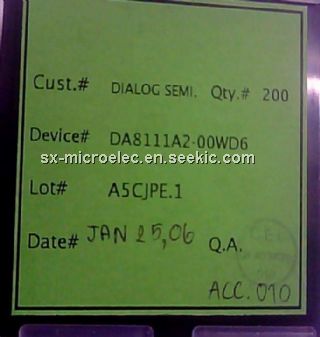 Cust.# DIALOG SEMI. Qty.# 200
Device# DA8111A2-00WD6
sx-microelec.en.seekic.com
Lot# A5CJPE.1
Date# JAN 25,06 Q.A.
ACC. 010